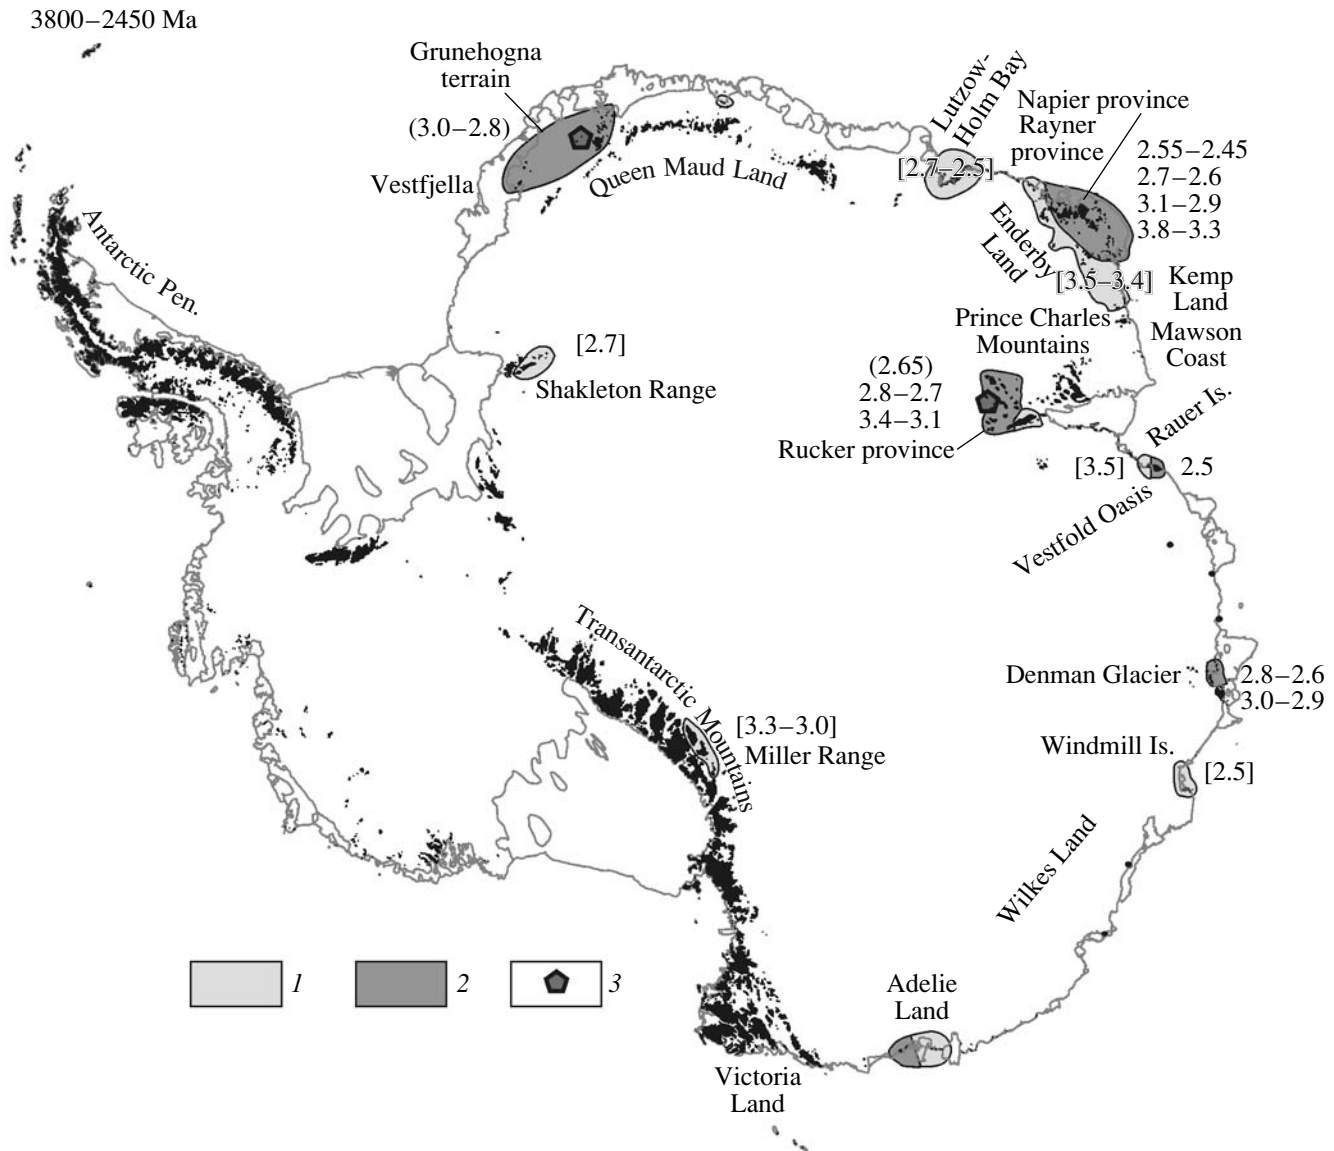 3800–2450 Ma
Grunehogna
terrain
(3.0–2.8)
Vestfjella
Queen Maud Land
Lutzow-
Holm Bay
[2.7–2.5]
Napier province
Rayner
province
2.55–2.45
2.7–2.6
3.1–2.9
3.8–3.3
Enderby
Land
[3.5–3.4]
Kemp
Land
Mawson
Coast
Prince Charles
Mountains
Antarctic Pen.
[2.7]
Shakleton Range
(2.65)
2.8–2.7
3.4–3.1
Rucker province
Rauer Is.
[3.5]
2.5
Vestfold Oasis
Transantarctic Mountains
[3.3–3.0]
Miller Range
Denman Glacier
2.8–2.6
3.0–2.9
Windmill Is.
[2.5]
Wilkes Land
1
2
3
Adelie
Land
Victoria
Land